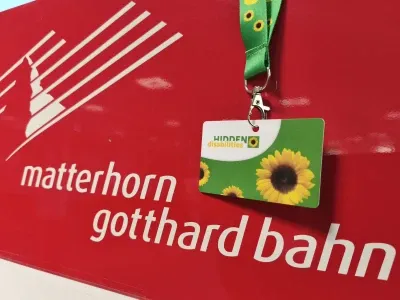 HIDDEN
disabilities
matterhorn
gotthard bahn